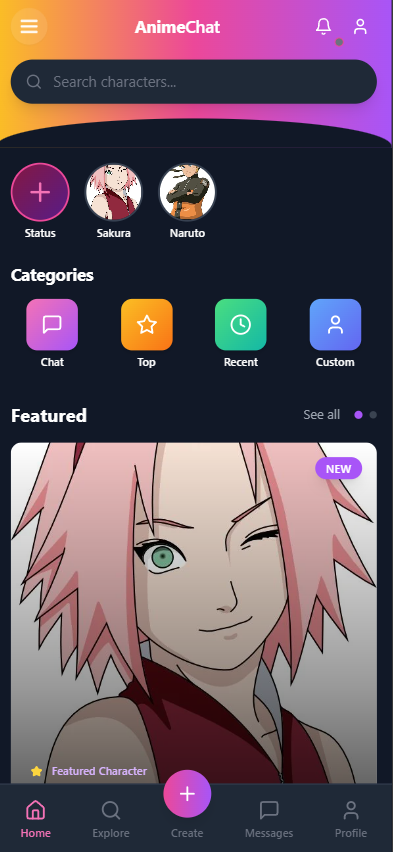 AnimeChat
Search characters...
Status Sakura Naruto
Categories
Chat Top Recent Custom
Featured See all
NEW
Featured Character
Home Explore Create Messages Profile